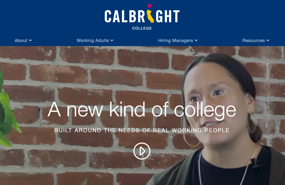 CALBRIGHT
COLLEGE
About Working Adults Hiring Managers Resources
A new kind of college
BUILT AROUND THE NEEDS OF REAL WORKING PEOPLE